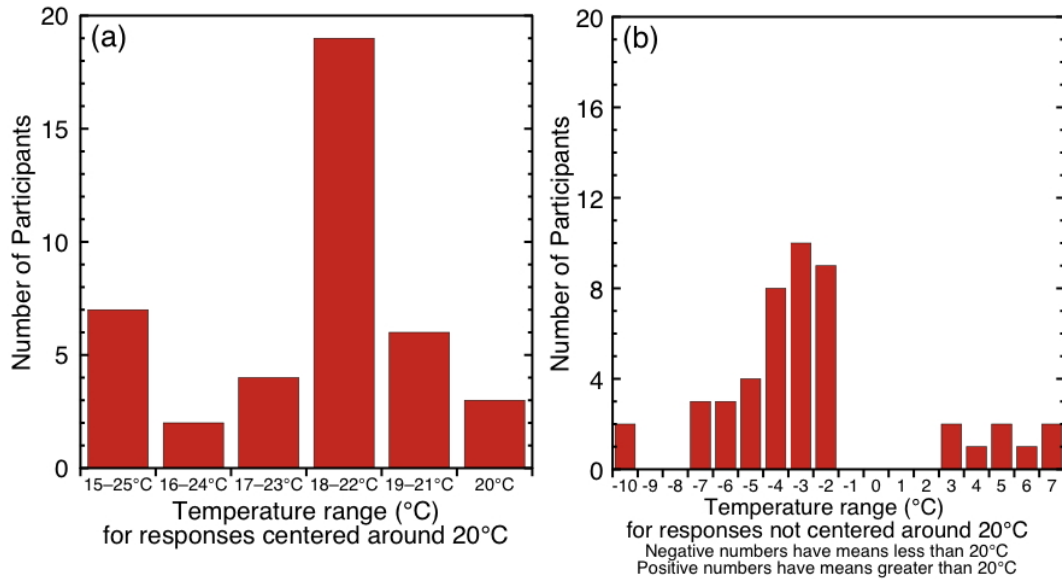 (a)
Number of Participants
20
15
10
5
0
15–25°C 16–24°C 17–23°C 18–22°C 19–21°C 20°C
Temperature range (°C)
for responses centered around 20°C
(b)
Number of Participants
20
16
12
8
4
0
-10 -9 -8 -7 -6 -5 -4 -3 -2 -1 0 1 2 3 4 5 6 7
Temperature range (°C)
for responses not centered around 20°C
Negative numbers have means less than 20°C
Positive numbers have means greater than 20°C